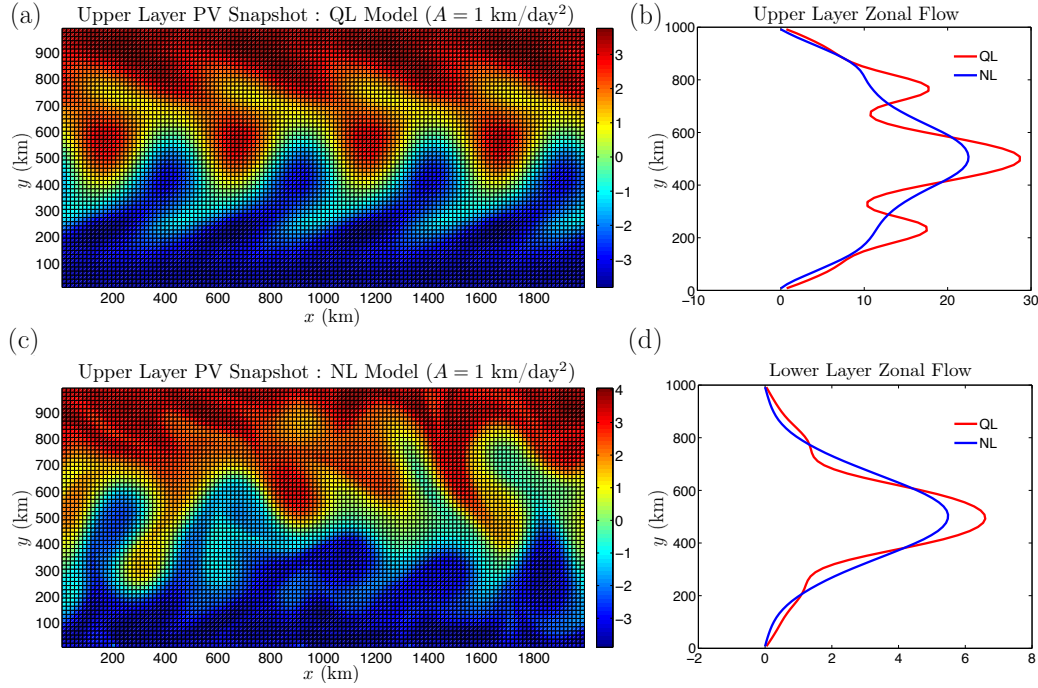 (a)
Upper Layer PV Snapshot : QL Model (A = 1 km/day²)
y (km)
900
800
700
600
500
400
300
200
100
200 400 600 800 1000 1200 1400 1600 1800
x (km)
3
2
1
0
−1
−2
−3
(b)
Upper Layer Zonal Flow
y (km)
1000
800
600
400
200
0
−10 0 10 20 30
QL
NL
(c)
Upper Layer PV Snapshot : NL Model (A = 1 km/day²)
y (km)
900
800
700
600
500
400
300
200
100
200 400 600 800 1000 1200 1400 1600 1800
x (km)
4
3
2
1
0
−1
−2
−3
(d)
Lower Layer Zonal Flow
y (km)
1000
800
600
400
200
0
−2 0 2 4 6 8
QL
NL